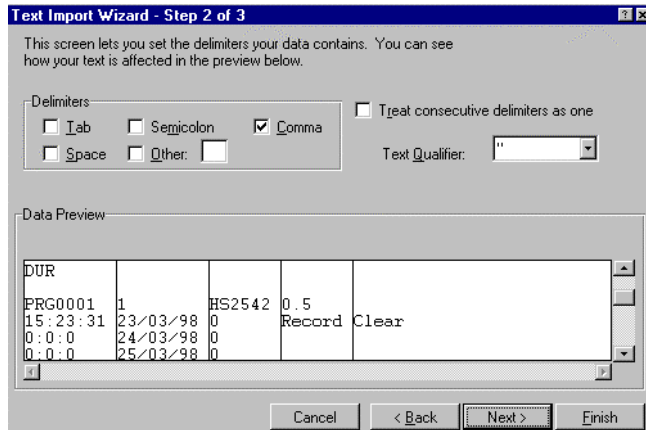 Text Import Wizard - Step 2 of 3
This screen lets you set the delimiters your data contains. You can see
how your text is affected in the preview below.
Delimiters
Tab Semicolon Comma
Space Other:
Treat consecutive delimiters as one
Text Qualifier: "
Data Preview
DUR
PRG0001 1 HS2542 0.5
15:23:31 23/03/98 0 Record Clear
0:0:0 24/03/98 0
0:0:0 25/03/98 0
Cancel < Back Next > Finish